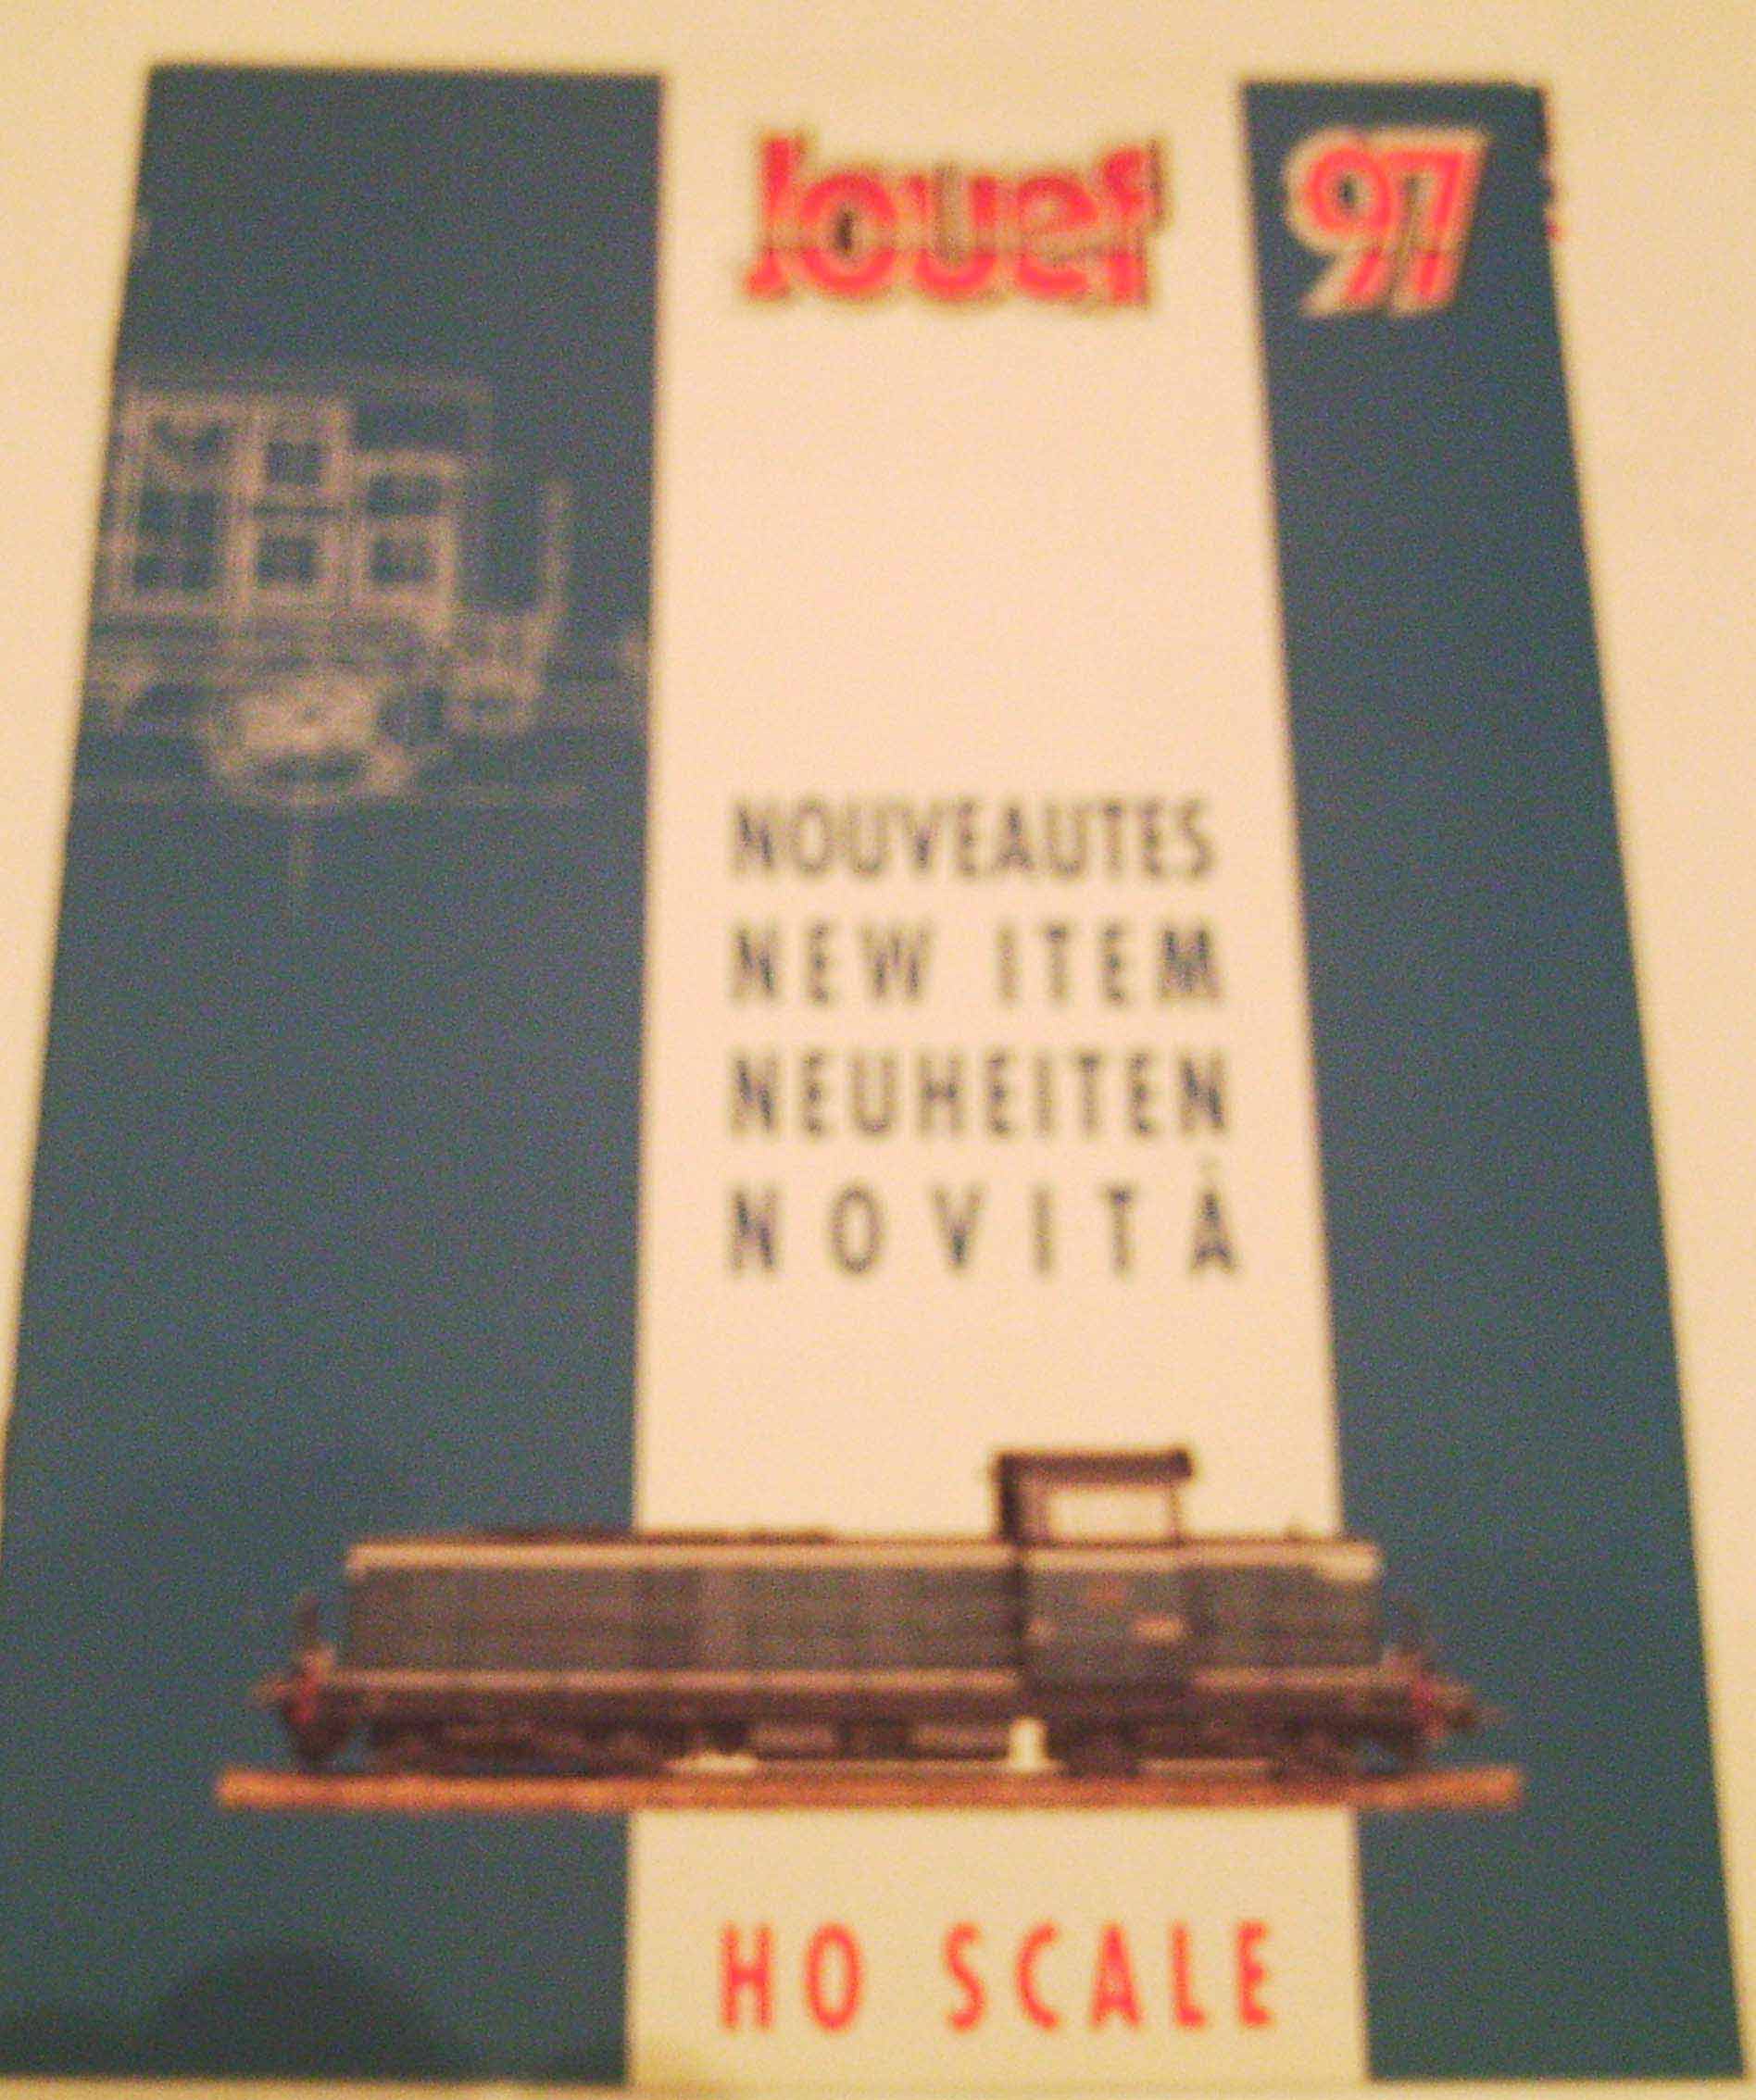 Jouef 97
NOUVEAUTES
NEW ITEM
NEUHEITEN
NOVITÀ
HO SCALE